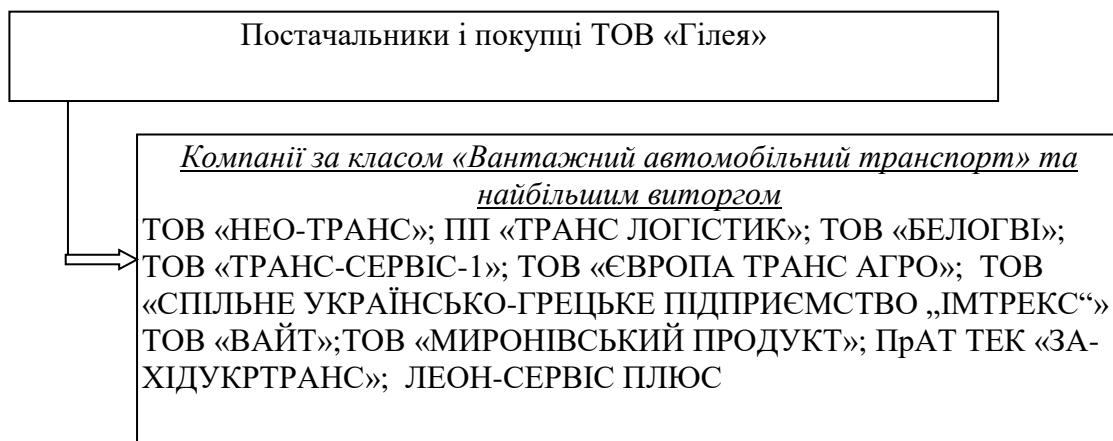 Постачальники і покупці ТОВ «Гілея»
Компанії за класом «Вантажний автомобільний транспорт» та
найбільшим виторгом
ТОВ «НЕО-ТРАНС»; ПП «ТРАНС ЛОГІСТИК»; ТОВ «БЕЛОГВІ»;
ТОВ «ТРАНС-СЕРВІС-1»; ТОВ «ЄВРОПА ТРАНС АГРО»; ТОВ
«СПІЛЬНЕ УКРАЇНСЬКО-ГРЕЦЬКЕ ПІДПРИЄМСТВО „ІМТРЕКС“»
ТОВ «ВАЙТ»;ТОВ «МИРОНІВСЬКИЙ ПРОДУКТ»; ПрАТ ТЕК «ЗА-
ХІДУКРТРАНС»; ЛЕОН-СЕРВІС ПЛЮС